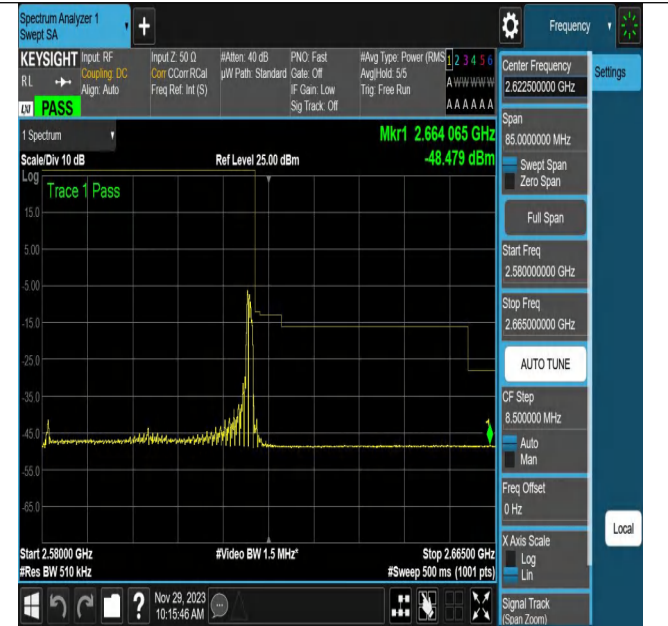 Spectrum Analyzer 1
Swept SA
+
Frequency
KEYSIGHT
RL
LXI PASS
Input: RF
Coupling: DC
Align: Auto
Input Z: 50 Ω
Corr CCorr RCal
Freq Ref: Int (S)
#Atten: 40 dB
µW Path: Standard
PNO: Fast
Gate: Off
IF Gain: Low
Sig Track: Off
#Avg Type: Power (RMS
Avg|Hold: 5/5
Trig: Free Run
1 2 3 4 5 6
A W W W W W
A A A A A A
1 Spectrum
Mkr1 2.664 065 GHz
Scale/Div 10 dB
Ref Level 25.00 dBm
-48.479 dBm
Log
Trace 1 Pass
15.0
5.00
-5.00
-15.0
-25.0
-35.0
-45.0
-55.0
-65.0
1
Start 2.58000 GHz
#Video BW 1.5 MHz*
Stop 2.66500 GHz
#Res BW 510 kHz
#Sweep 500 ms (1001 pts)
?
Nov 29, 2023
10:15:46 AM
Center Frequency
2.622500000 GHz
Settings
Span
85.0000000 MHz
Swept Span
Zero Span
Full Span
Start Freq
2.580000000 GHz
Stop Freq
2.665000000 GHz
AUTO TUNE
CF Step
8.500000 MHz
Auto
Man
Freq Offset
0 Hz
Local
X Axis Scale
Log
Lin
Signal Track
(Span Zoom)